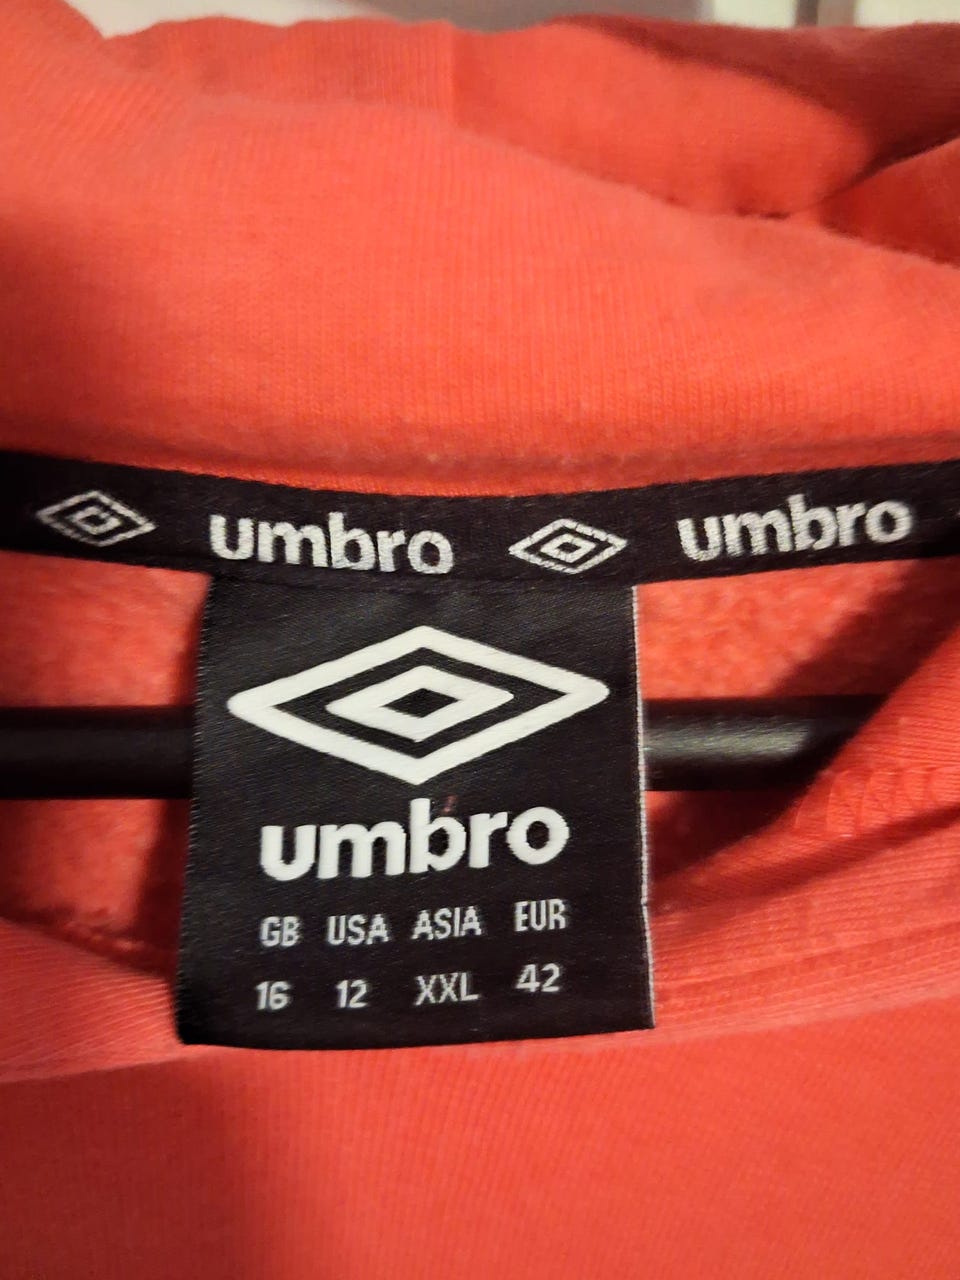 umbro umbro
umbro
GB USA ASIA EUR
16 12 XXL 42